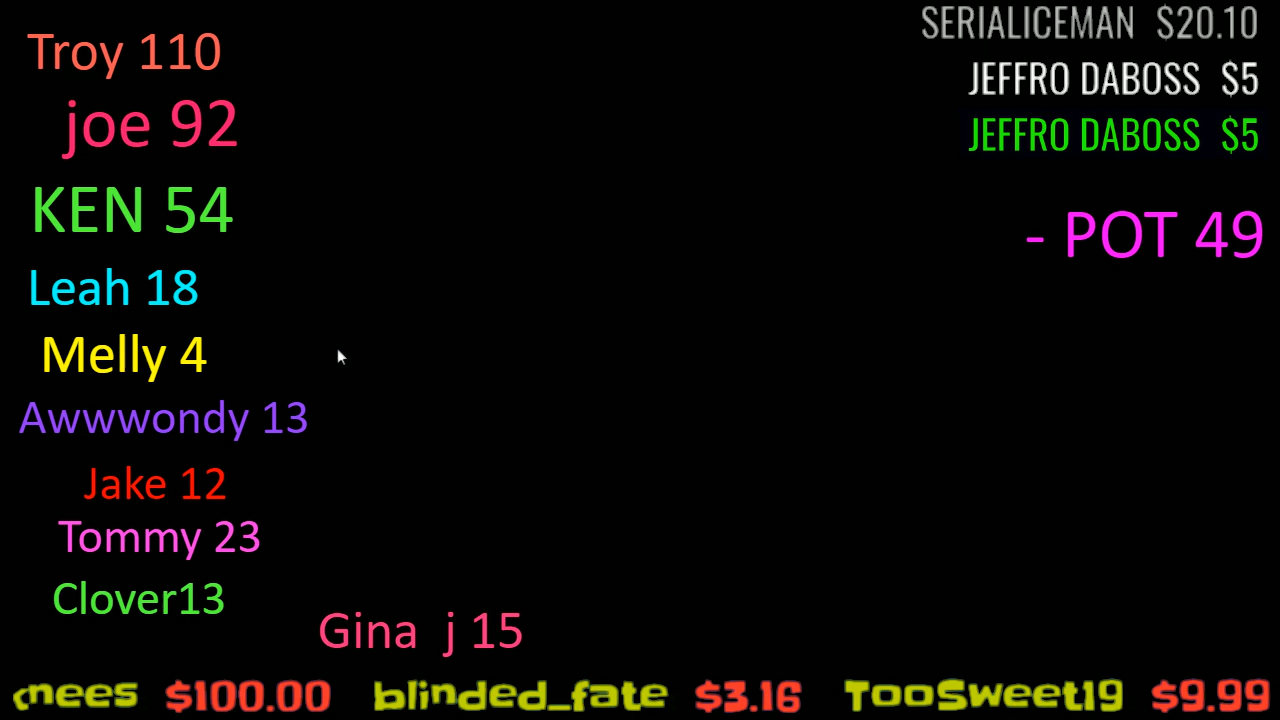 Troy 110
joe 92
KEN 54
Leah 18
Melly 4
Awwwondy 13
Jake 12
Tommy 23
Clover13
Gina j 15
SERIALICEMAN $20.10
JEFFRO DABOSS $5
JEFFRO DABOSS $5
- POT 49
nees $100.00 blinded_fate $3.16 TooSweet19 $9.99